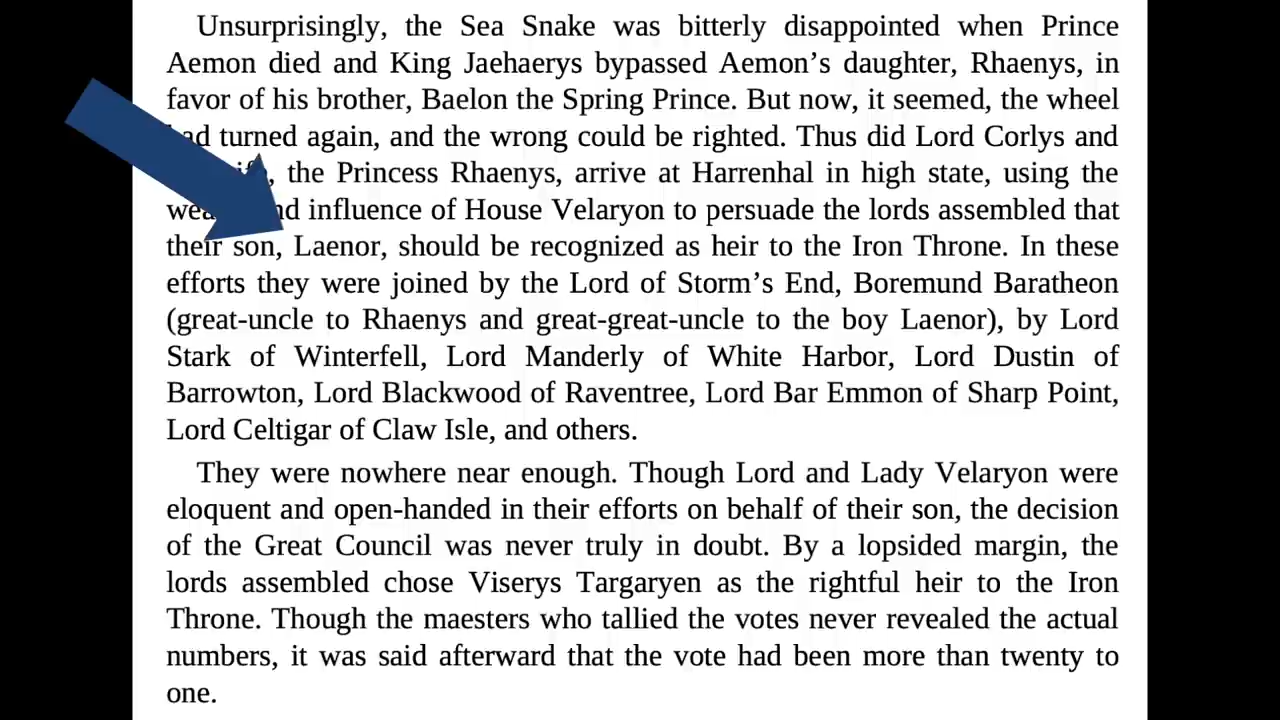 Unsurprisingly, the Sea Snake was bitterly disappointed when Prince
Aemon died and King Jaehaerys bypassed Aemon's daughter, Rhaenys, in
favor of his brother, Baelon the Spring Prince. But now, it seemed, the wheel
had turned again, and the wrong could be righted. Thus did Lord Corlys and
the Princess Rhaenys, arrive at Harrenhal in high state, using the
influence of House Velaryon to persuade the lords assembled that
their son, Laenor, should be recognized as heir to the Iron Throne. In these
efforts they were joined by the Lord of Storm's End, Boremund Baratheon
(great-uncle to Rhaenys and great-great-uncle to the boy Laenor), by Lord
Stark of Winterfell, Lord Manderly of White Harbor, Lord Dustin of
Barrowton, Lord Blackwood of Raventree, Lord Bar Emmon of Sharp Point,
Lord Celtigar of Claw Isle, and others.
They were nowhere near enough. Though Lord and Lady Velaryon were
eloquent and open-handed in their efforts on behalf of their son, the decision
of the Great Council was never truly in doubt. By a lopsided margin, the
lords assembled chose Viserys Targaryen as the rightful heir to the Iron
Throne. Though the maesters who tallied the votes never revealed the actual
numbers, it was said afterward that the vote had been more than twenty to
one.